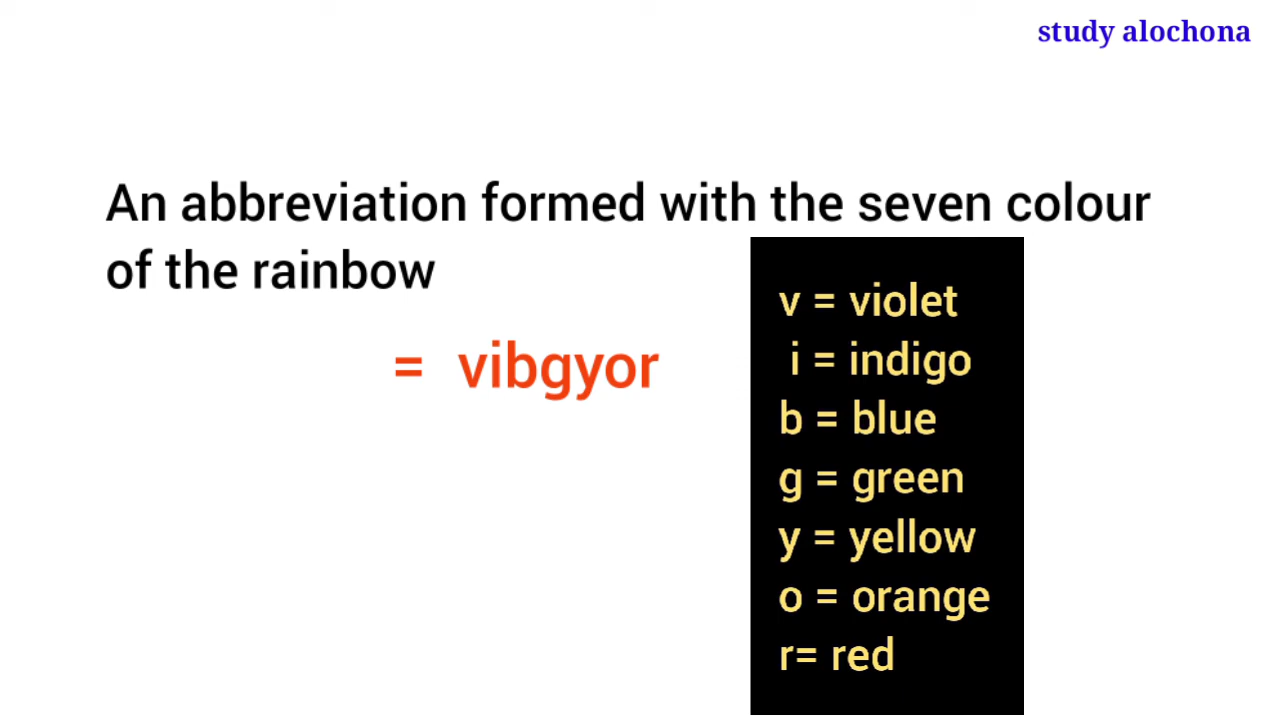 study alochona
An abbreviation formed with the seven colour
of the rainbow
= vibgyor
v = violet
i = indigo
b = blue
g = green
y = yellow
o = orange
r= red